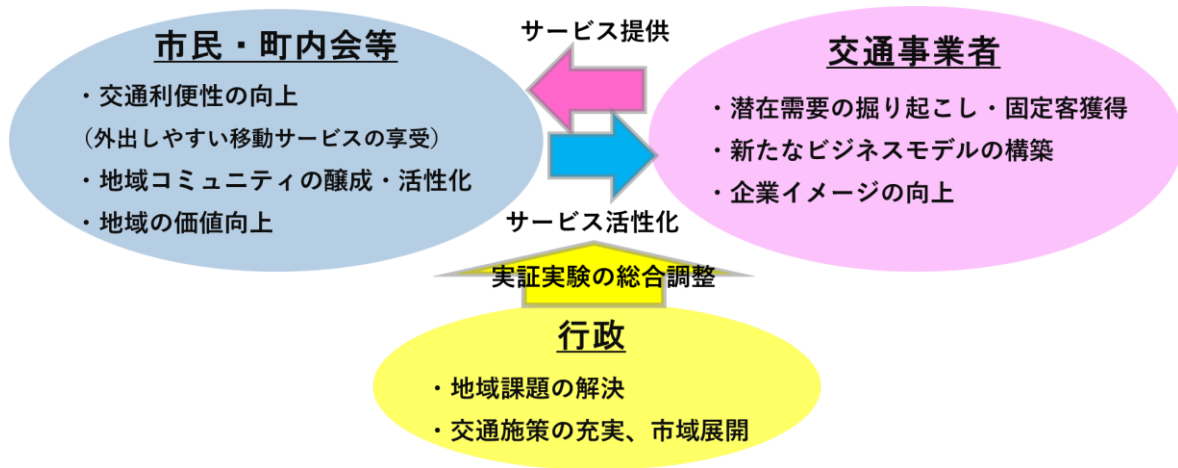 市民・町内会等
・交通利便性の向上
（外出しやすい移動サービスの享受）
・地域コミュニティの醸成・活性化
・地域の価値向上
サービス提供
サービス活性化
交通事業者
・潜在需要の掘り起こし・固定客獲得
・新たなビジネスモデルの構築
・企業イメージの向上
実証実験の総合調整
行政
・地域課題の解決
・交通施策の充実、市域展開